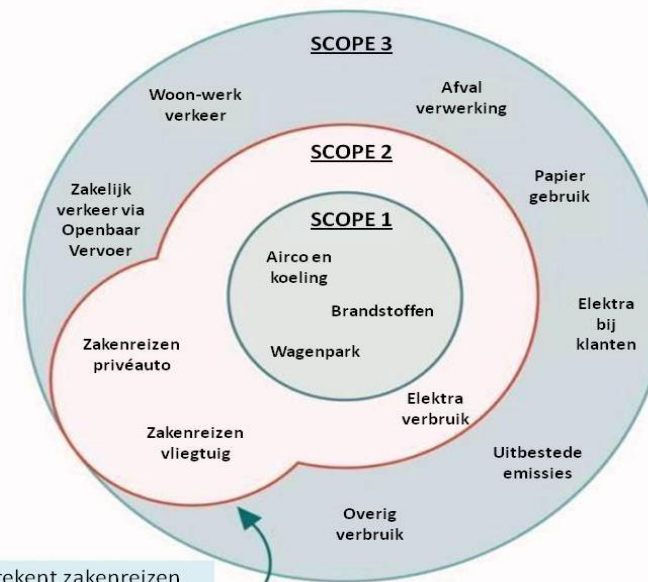 SCOPE 3
Woon-werk
verkeer
Afval
verwerking
SCOPE 2
Papier
gebruik
Zakelijk
verkeer via
Openbaar
Vervoer
SCOPE 1
Airco en
koeling
Brandstoffen
Elektra
bij
klanten
Zakenreizen
privéauto
Wagenpark
Elektra
verbruik
Zakenreizen
vliegtuig
Uitbestede
emissies
Overig
verbruik
rekent zakenreizen